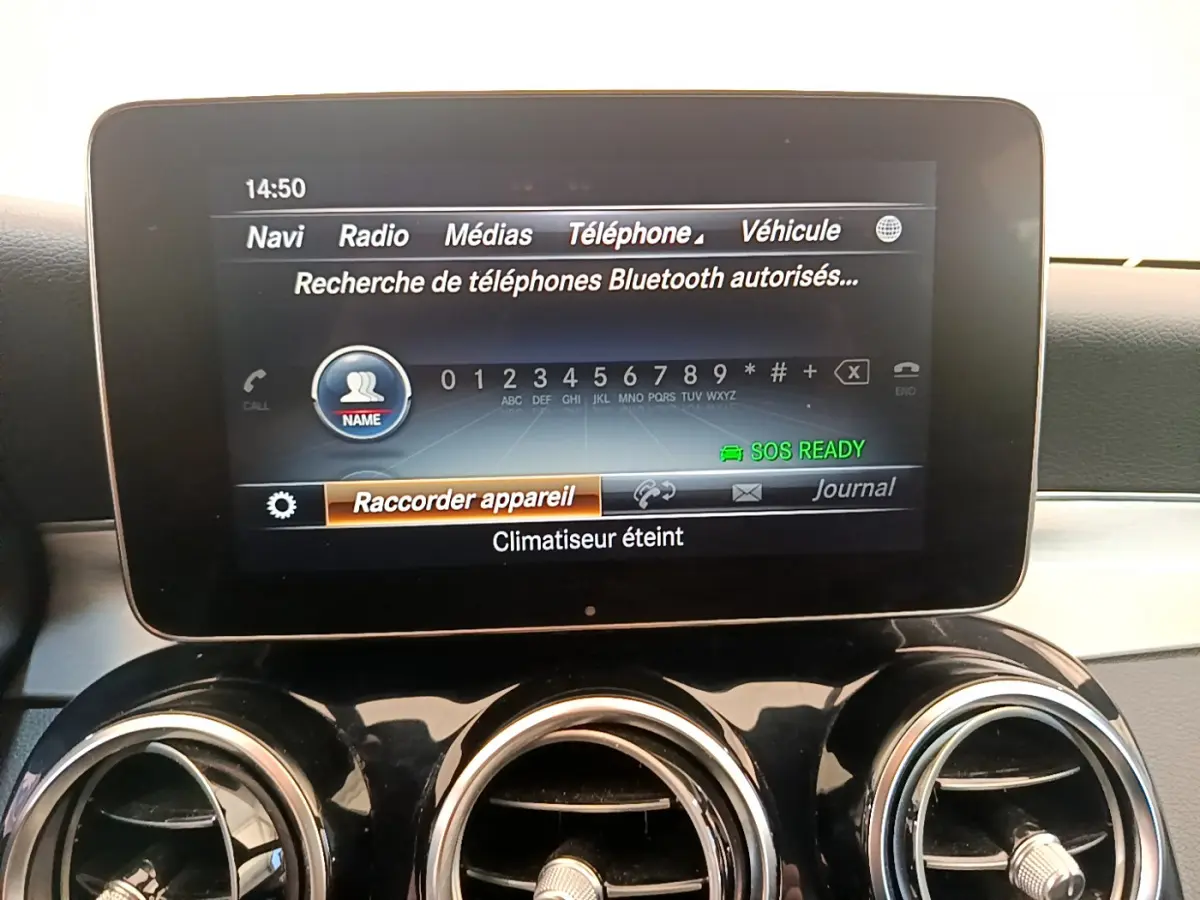 14:50
Navi Radio Médias Téléphone Véhicule
Recherche de téléphones Bluetooth autorisés...
CALL NAME 0 1 2 3 4 5 6 7 8 9 * # + X END
ABC DEF GHI JKL MNO PQRS TUV WXYZ
SOS READY
Raccorder appareil Journal
Climatiseur éteint